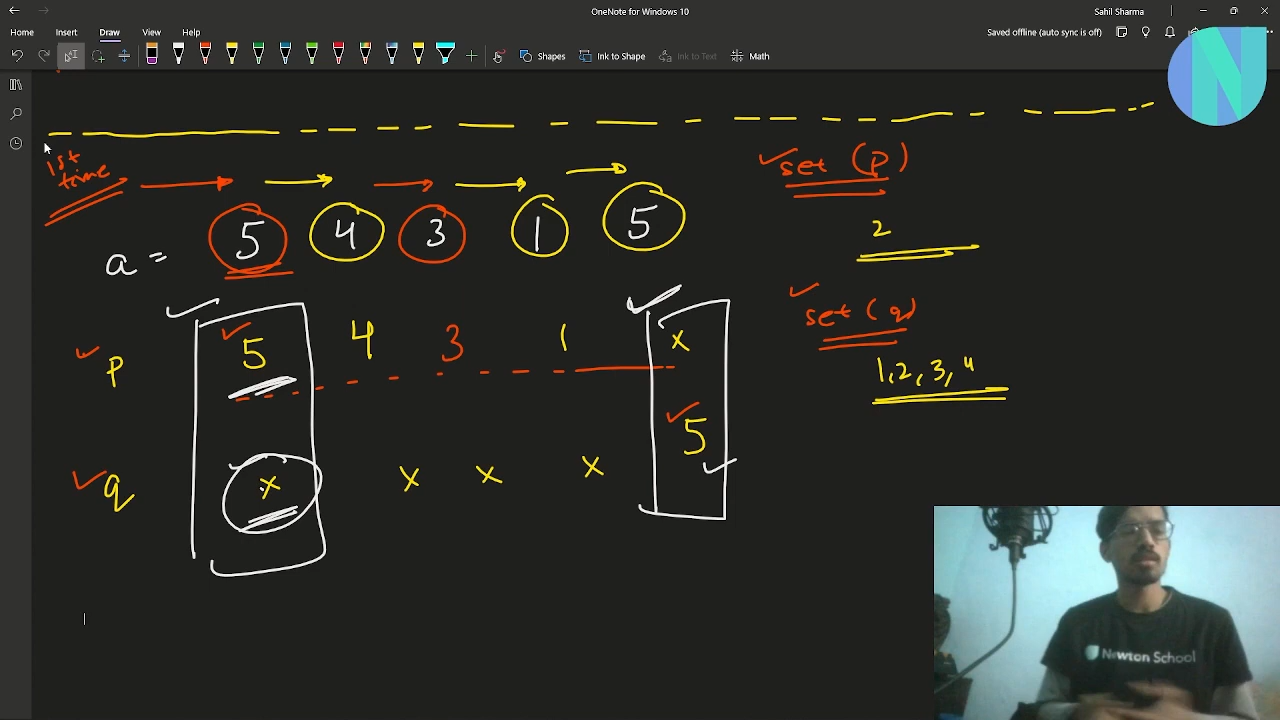 OneNote for Windows 10
Sahil Sharma
Home Insert Draw View Help
Saved offline (auto sync is off)
Shapes Ink to Shape Ink to Text Math
1st time
set (p)
2
a = 5 4 3 1 5
set (q)
1, 2, 3, 4
p 5 4 3 1 x
5
q x x x x
Newton School